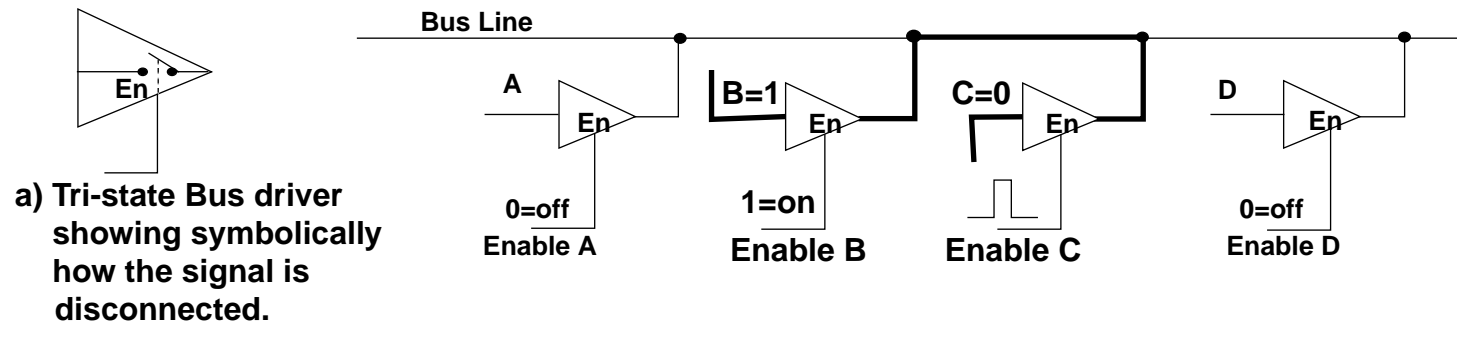 En
a) Tri-state Bus driver
showing symbolically
how the signal is
disconnected.
Bus Line
A
En
0=off
Enable A
B=1
En
1=on
Enable B
C=0
En
Enable C
D
En
0=off
Enable D